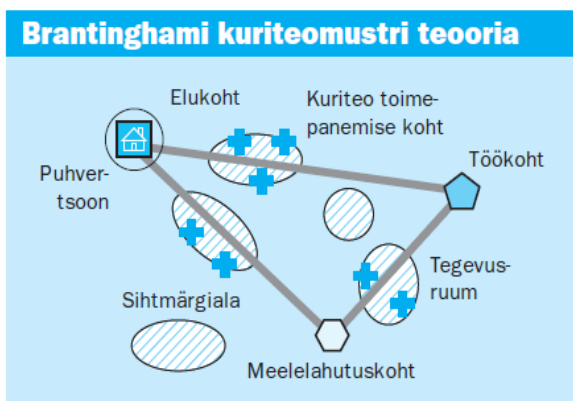 Brantinghami kuriteomustri teooria
Elukoht
Kuriteo toime-
panemise koht
Töökoht
Puhver-
tsoon
Tegevus-
ruum
Sihtmärgiala
Meelelahutuskoht